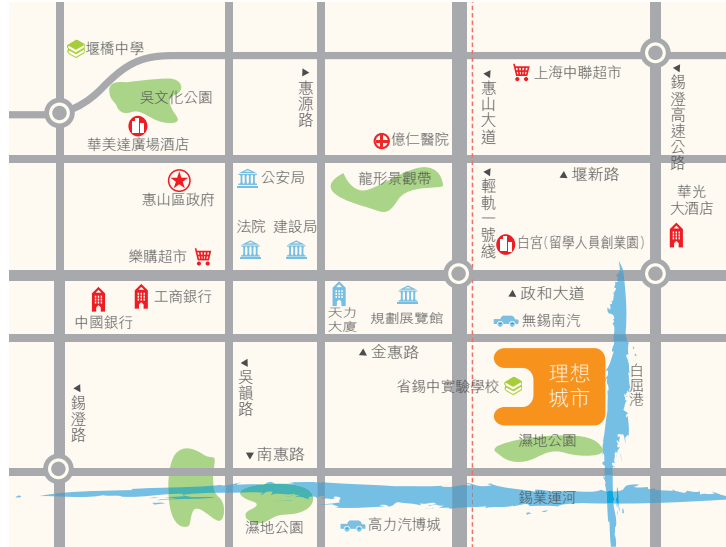 堰橋中學
吳文化公園
華美達廣場酒店
惠源路
億仁醫院
惠山大道
上海中聯超市
錫澄高速公路
惠山區政府
公安局
龍形景觀帶
輕軌一號綫
堰新路
華光
大酒店
法院
建設局
樂購超市
白宮(留學人員創業園)
中國銀行
工商銀行
天力
大廈
規劃展覽館
政和大道
無錫南汽
金惠路
省錫中實驗學校
理想
城市
白屈港
錫澄路
吳韻路
南惠路
濕地公園
錫業運河
濕地公園
高力汽博城